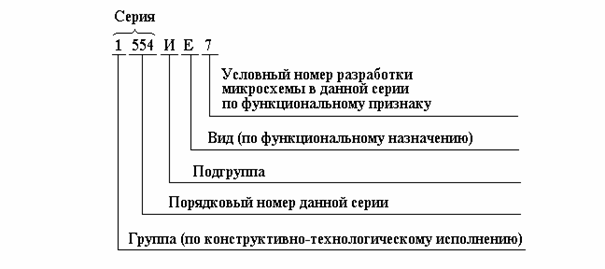 Серия
1 554 И Е 7
Условный номер разработки
микросхемы в данной серии
по функциональному признаку
Вид (по функциональному назначению)
Подгруппа
Порядковый номер данной серии
Группа (по конструктивно-технологическому исполнению)